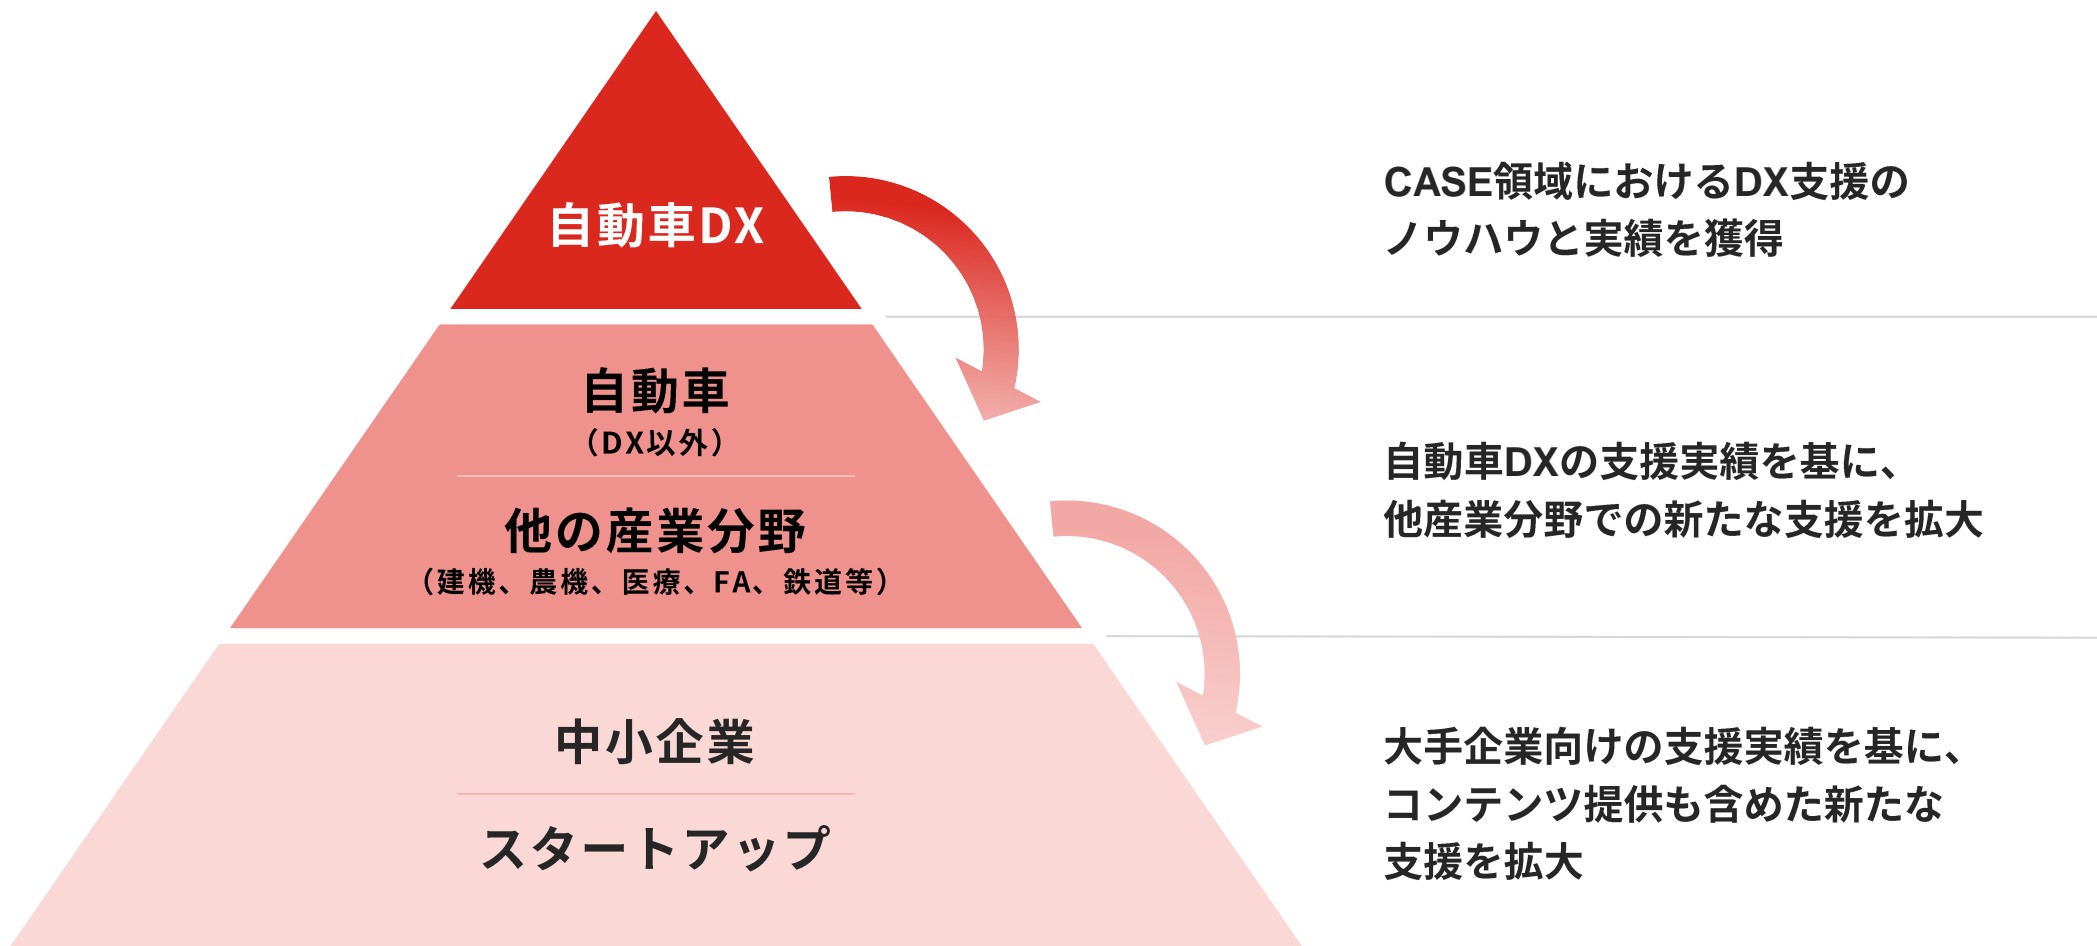 自動車DX
CASE領域におけるDX支援の
ノウハウと実績を獲得
自動車
（DX以外）
他の産業分野
（建機、農機、医療、FA、鉄道等）
自動車DXの支援実績を基に、
他産業分野での新たな支援を拡大
中小企業
スタートアップ
大手企業向けの支援実績を基に、
コンテンツ提供も含めた新たな
支援を拡大